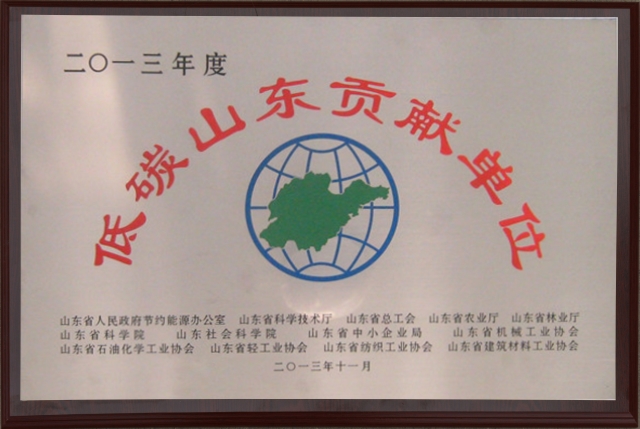 二〇一三年度
低碳山东贡献单位
山东省人民政府节约能源办公室 山东省科学技术厅 山东省总工会 山东省农业厅 山东省林业厅
山东省科学院 山东社会科学院 山东省中小企业局 山东省机械工业协会
山东省石油化学工业协会 山东省轻工业协会 山东省纺织工业协会 山东省建筑材料工业协会
二〇一三年十一月